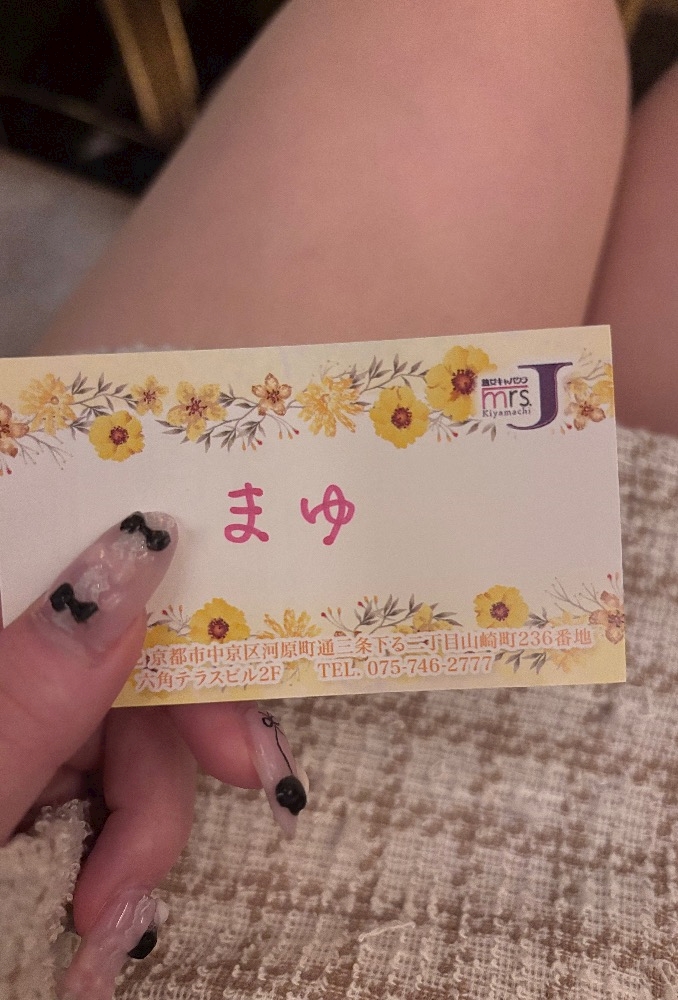 熟女キャバクラ
mrs. J
Kiyamachi
まゆ
京都市中京区河原町通三条下る二丁目山崎町236番地
六角テラスビル2F TEL. 075-746-2777